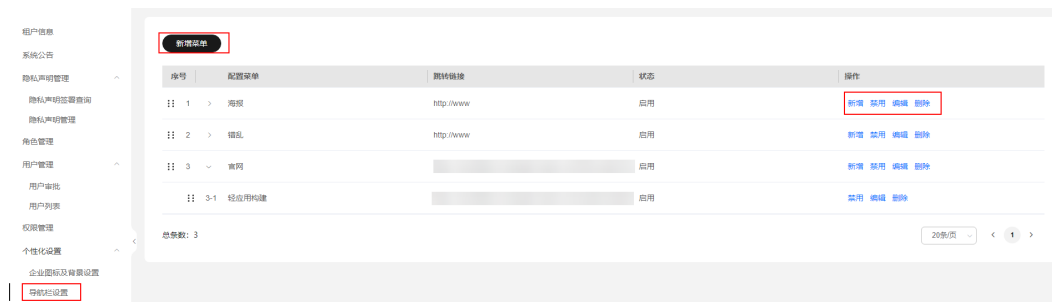 租户信息
系统公告
隐私声明管理
隐私声明签署查询
隐私声明管理
角色管理
用户管理
用户审批
用户列表
权限管理
个性化设置
企业图标及背景设置
导航栏设置
新增菜单
序号 配置菜单 跳转链接 状态 操作
1 海报 http://www 启用 新增 禁用 编辑 删除
2 错乱 http://www 启用 新增 禁用 编辑 删除
3 官网 启用 新增 禁用 编辑 删除
3-1 轻应用构建 启用 禁用 编辑 删除
总条数：3
20条/页 1